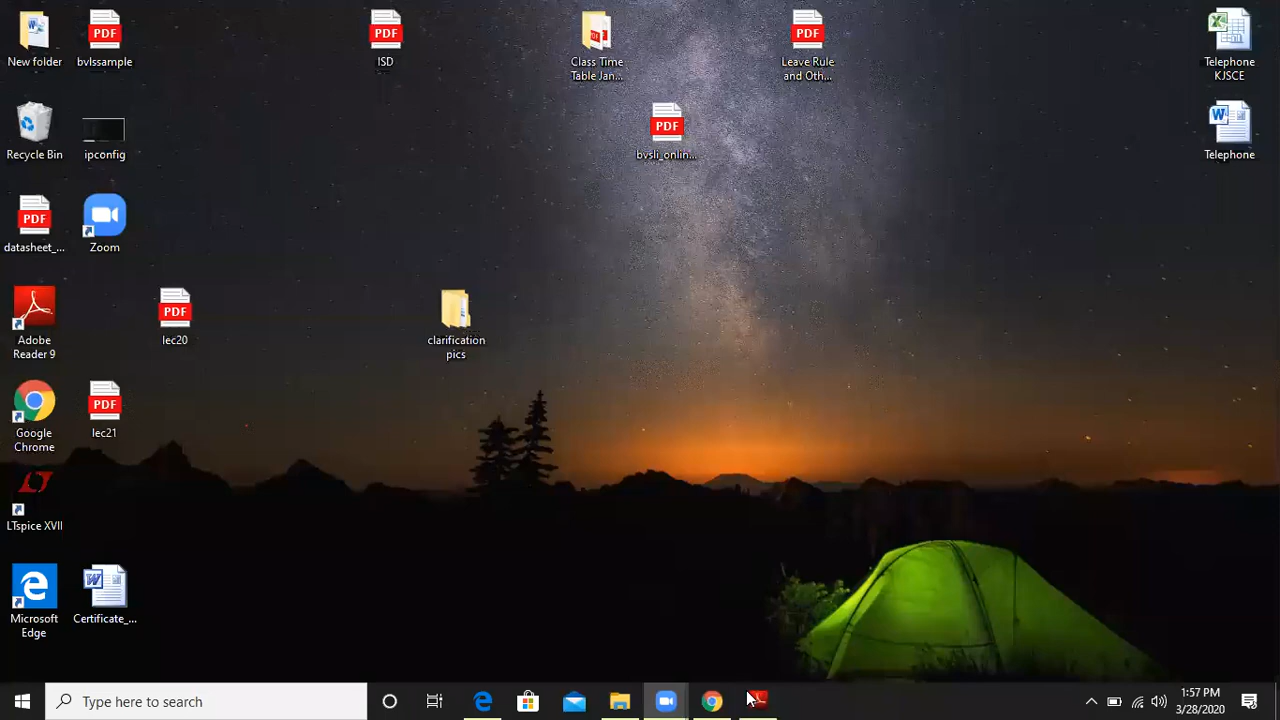 New folder
PDF
bvlssample
PDF
ISD
PDF
Class Time
Table Jan...
PDF
Leave Rule
and Oth...
Telephone
KJSCE
Recycle Bin
ipconfig
PDF
bvsli_onlin...
Telephone
PDF
datasheet_...
Zoom
Adobe
Reader 9
PDF
lec20
clarification
pics
Google
Chrome
PDF
lec21
LTspice XVII
Microsoft
Edge
Certificate_...
Type here to search
1:57 PM
3/28/2020